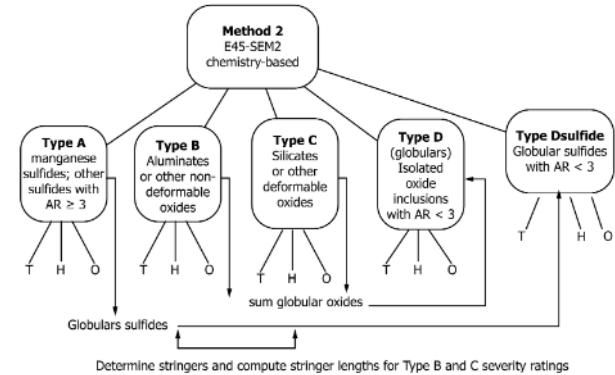 Method 2
E45-SEM2
chemistry-based
Type A
manganese
sulfides; other
sulfides with
AR ≥ 3
Type B
Aluminates
or other non-
deformable
oxides
Type C
Silicates
or other
deformable
oxides
Type D
(globulars)
Isolated
oxide
inclusions
with AR < 3
Type Dsulfide
Globular sulfides
with AR < 3
T H O
T H O
T H O
T H O
T H O
sum globular oxides
Globulars sulfides
Determine stringers and compute stringer lengths for Type B and C severity ratings